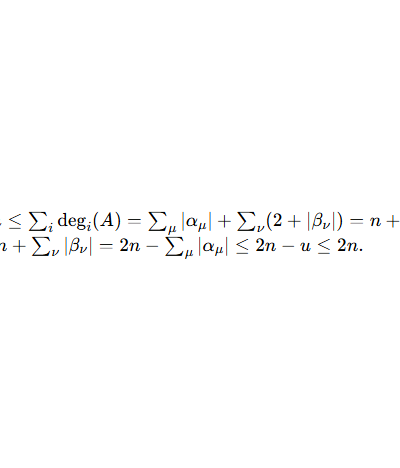 ≤ ∑_i deg_i(A) = ∑_μ |α_μ| + ∑_ν(2 + |β_ν|) = n +
n + ∑_ν |β_ν| = 2n − ∑_μ |α_μ| ≤ 2n − u ≤ 2n.